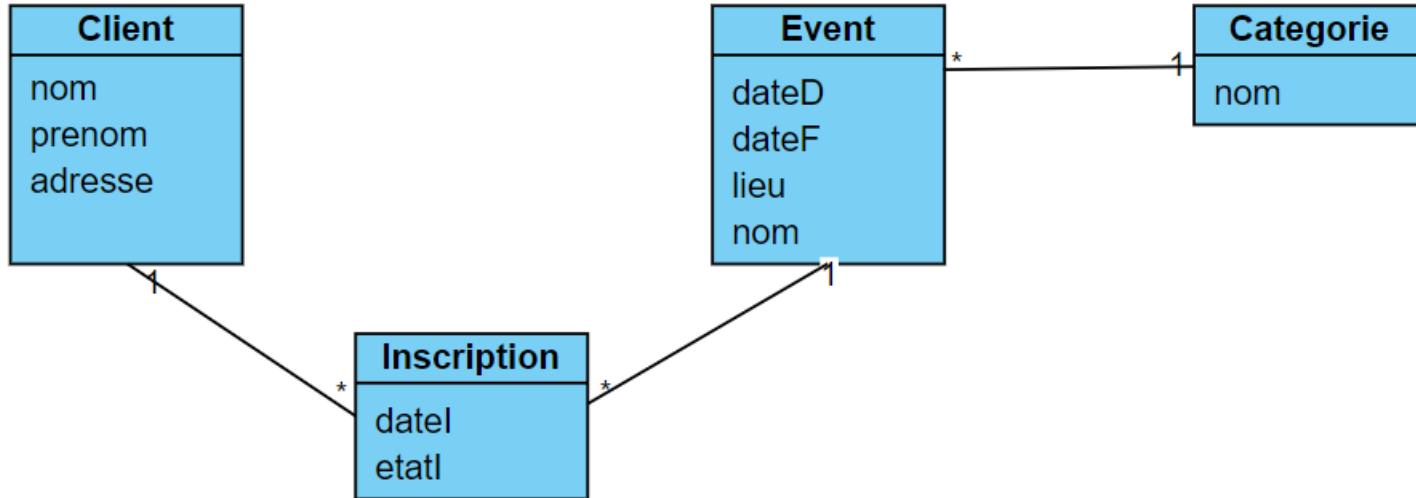 Client
nom
prenom
adresse
1
Event
dateD
dateF
lieu
nom
1
*
1
Categorie
nom
*
*
Inscription
dateI
etatI